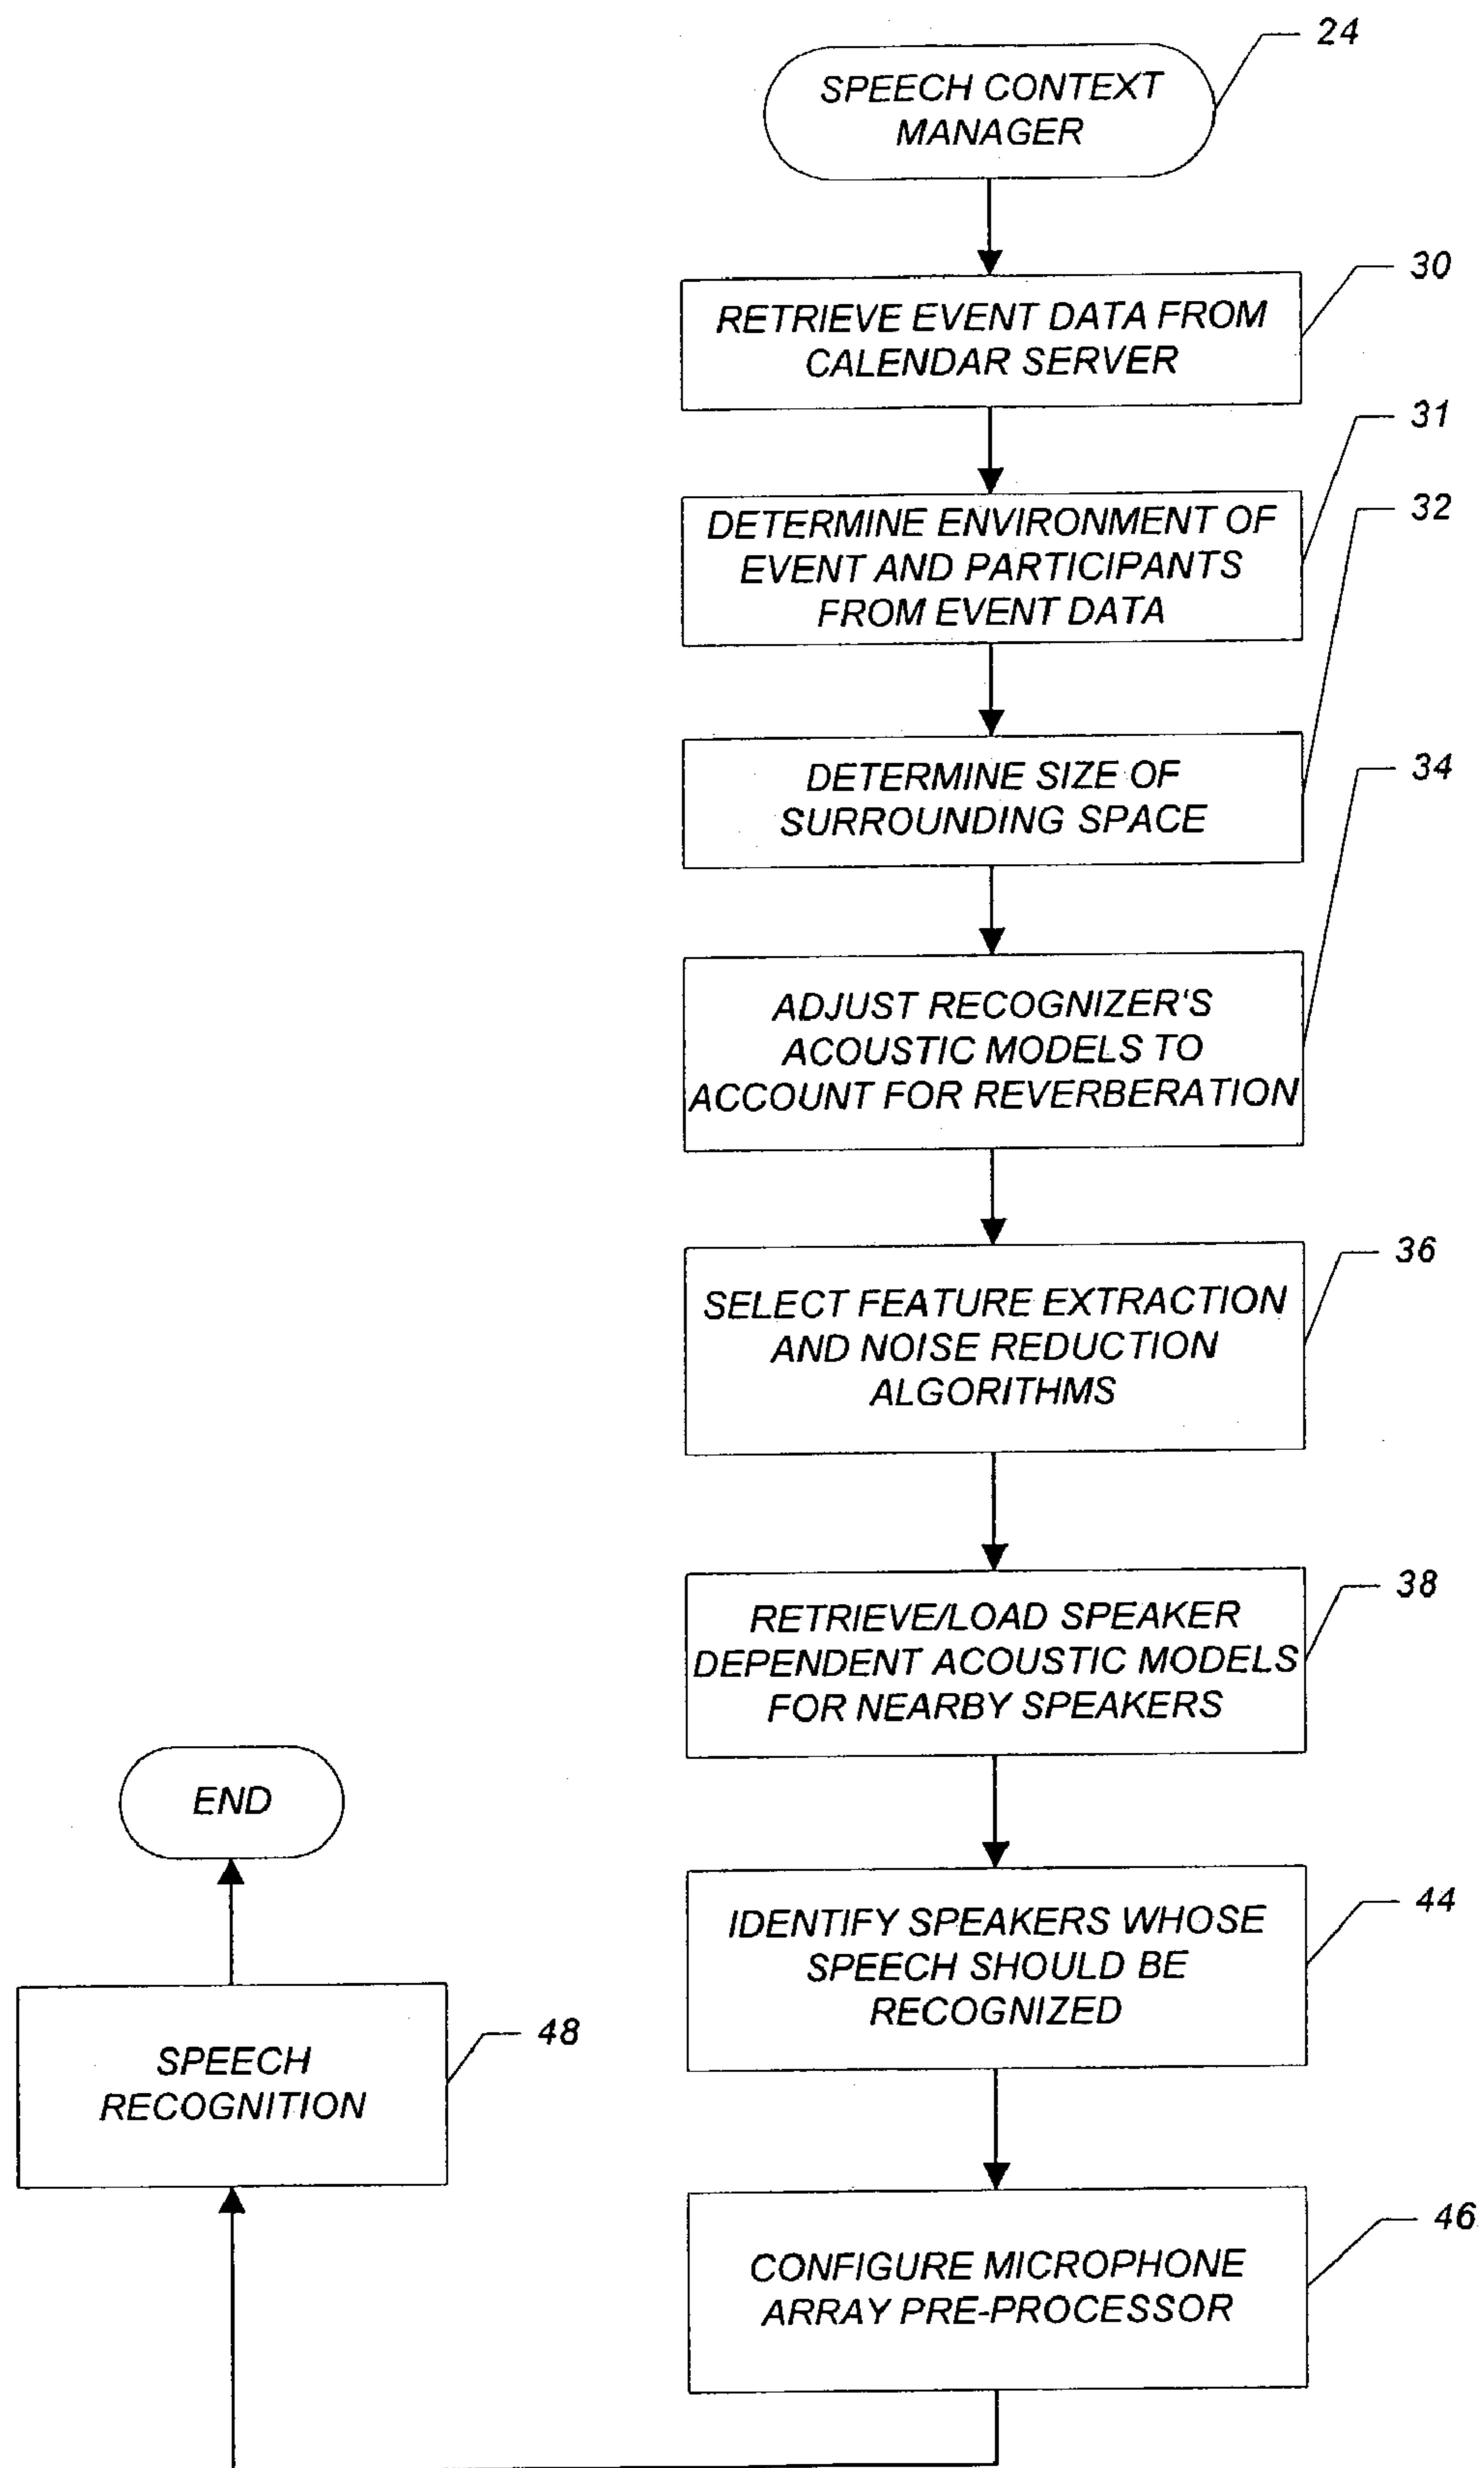 24
SPEECH CONTEXT
MANAGER
30
RETRIEVE EVENT DATA FROM
CALENDAR SERVER
31
DETERMINE ENVIRONMENT OF
EVENT AND PARTICIPANTS
FROM EVENT DATA
32
DETERMINE SIZE OF
SURROUNDING SPACE
34
ADJUST RECOGNIZER'S
ACOUSTIC MODELS TO
ACCOUNT FOR REVERBERATION
36
SELECT FEATURE EXTRACTION
AND NOISE REDUCTION
ALGORITHMS
38
RETRIEVE/LOAD SPEAKER
DEPENDENT ACOUSTIC MODELS
FOR NEARBY SPEAKERS
44
IDENTIFY SPEAKERS WHOSE
SPEECH SHOULD BE
RECOGNIZED
46
CONFIGURE MICROPHONE
ARRAY PRE-PROCESSOR
48
SPEECH
RECOGNITION
END